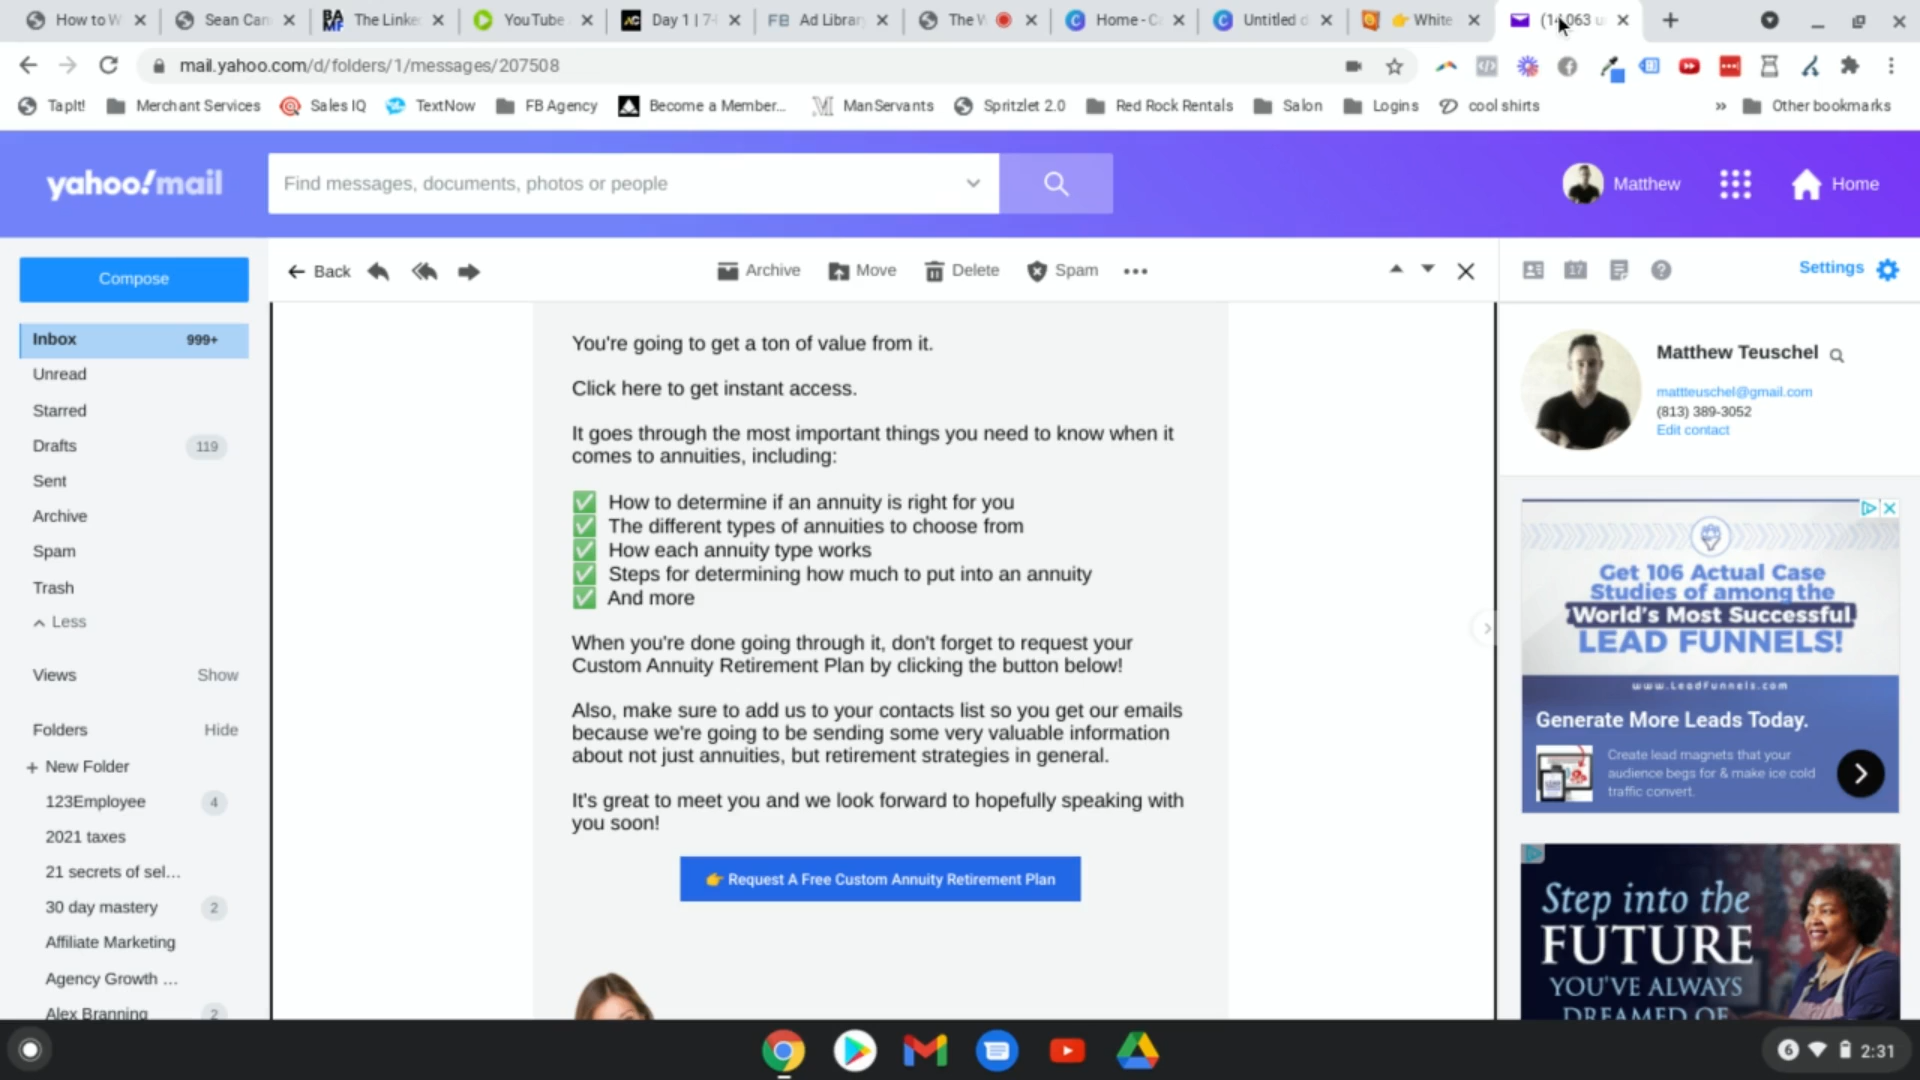 How to W
Sean Can
BAMF The Linke
YouTube
Day 1 | 7-
FB Ad Librar
The W
Home - C
Untitled d
White
(14,063 u
mail.yahoo.com/d/folders/1/messages/207508
TapIt!
Merchant Services
Sales IQ
TextNow
FB Agency
Become a Member...
ManServants
Spritzlet 2.0
Red Rock Rentals
Salon
Logins
cool shirts
»
Other bookmarks
yahoo!mail
Find messages, documents, photos or people
Matthew
Home
Compose
Back
Archive
Move
Delete
Spam
17
Settings
Inbox 999+
Unread
Starred
Drafts 119
Sent
Archive
Spam
Trash
Less
Views Show
Folders Hide
+ New Folder
123Employee 4
2021 taxes
21 secrets of sel...
30 day mastery 2
Affiliate Marketing
Agency Growth ...
Alex Branning 2
You're going to get a ton of value from it.
Click here to get instant access.
It goes through the most important things you need to know when it
comes to annuities, including:
✅ How to determine if an annuity is right for you
✅ The different types of annuities to choose from
✅ How each annuity type works
✅ Steps for determining how much to put into an annuity
✅ And more
When you're done going through it, don't forget to request your
Custom Annuity Retirement Plan by clicking the button below!
Also, make sure to add us to your contacts list so you get our emails
because we're going to be sending some very valuable information
about not just annuities, but retirement strategies in general.
It's great to meet you and we look forward to hopefully speaking with
you soon!
👉 Request A Free Custom Annuity Retirement Plan
Matthew Teuschel
mattteuschel@gmail.com
(813) 389-3052
Edit contact
Get 106 Actual Case
Studies of among the
World's Most Successful
LEAD FUNNELS!
www.LeadFunnels.com
Generate More Leads Today.
Create lead magnets that your
audience begs for & make ice cold
traffic convert.
Step into the
FUTURE
YOU'VE ALWAYS
DREAMED OF
6
2:31